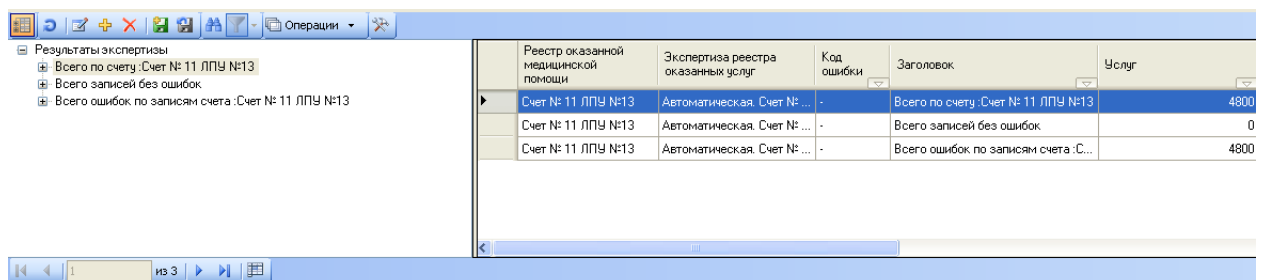 Операции
Результаты экспертизы
Всего по счету :Счет № 11 ЛПУ №13
Всего записей без ошибок
Всего ошибок по записям счета :Счет № 11 ЛПУ №13
Реестр оказанной медицинской помощи
Экспертиза реестра оказанных услуг
Код ошибки
Заголовок
Услуг
Счет № 11 ЛПУ №13 Автоматическая. Счет № ... - Всего по счету :Счет № 11 ЛПУ №13 4800
Счет № 11 ЛПУ №13 Автоматическая. Счет № ... - Всего записей без ошибок 0
Счет № 11 ЛПУ №13 Автоматическая. Счет № ... - Всего ошибок по записям счета :С... 4800
1 из 3